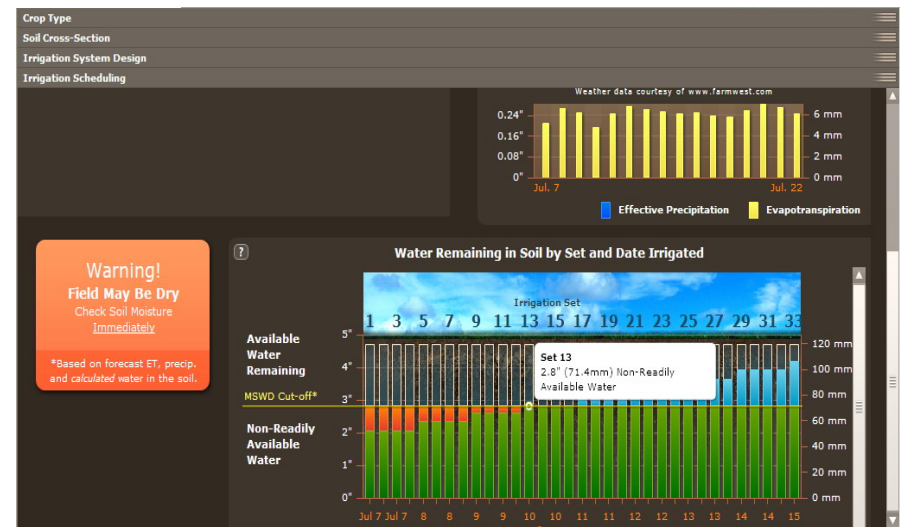 Crop Type
Soil Cross-Section
Irrigation System Design
Irrigation Scheduling
Weather data courtesy of www.farmwest.com
0.24"
0.16"
0.08"
0"
6 mm
4 mm
2 mm
0 mm
Jul. 7
Jul. 22
Effective Precipitation
Evapotranspiration
Warning!
Field May Be Dry
Check Soil Moisture
Immediately
*Based on forecast ET, precip.
and calculated water in the soil.
?
Water Remaining in Soil by Set and Date Irrigated
Irrigation Set
1 3 5 7 9 11 13 15 17 19 21 23 25 27 29 31 33
Available
Water
Remaining
MSWD Cut-off*
Non-Readily
Available
Water
5"
4"
3"
2"
1"
0"
Set 13
2.8" (71.4mm) Non-Readily
Available Water
120 mm
100 mm
80 mm
60 mm
40 mm
20 mm
0 mm
Jul 7 Jul 7 8 8 9 9 10 10 11 11 12 12 13 13 14 14 15